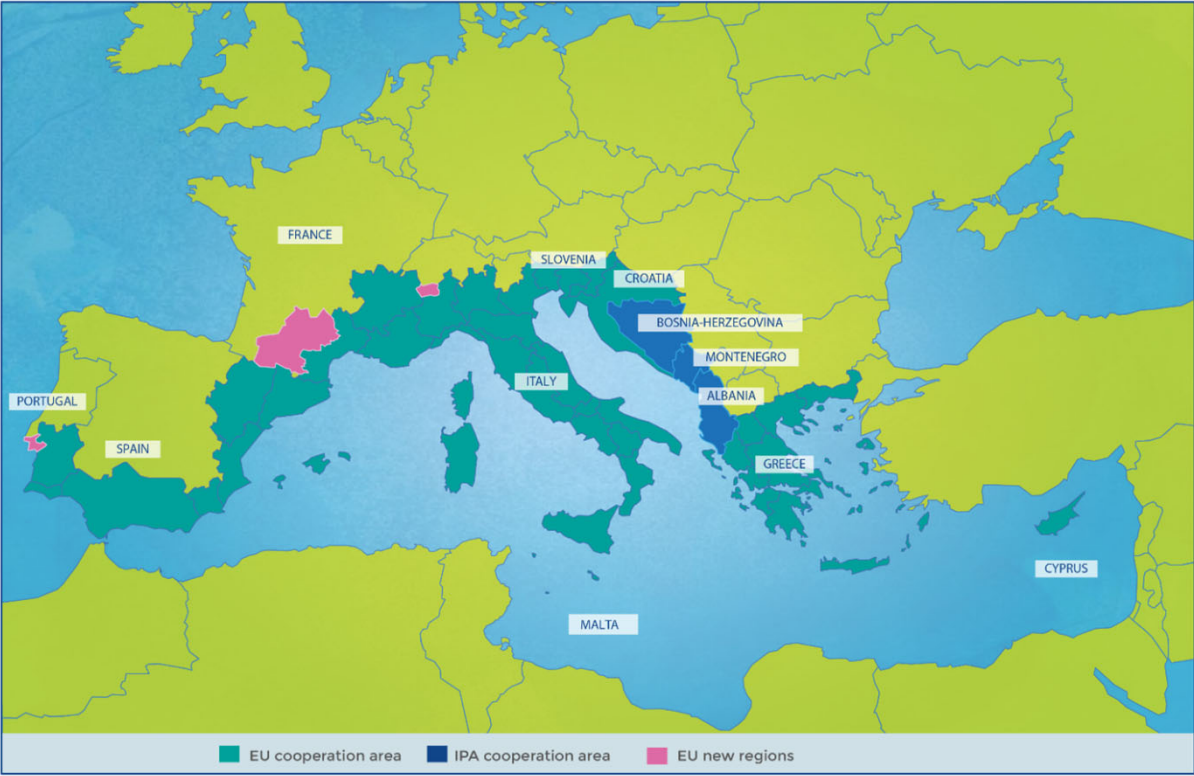 FRANCE
SLOVENIA
CROATIA
BOSNIA-HERZEGOVINA
MONTENEGRO
ITALY
ALBANIA
PORTUGAL
SPAIN
GREECE
CYPRUS
MALTA
EU cooperation area IPA cooperation area EU new regions